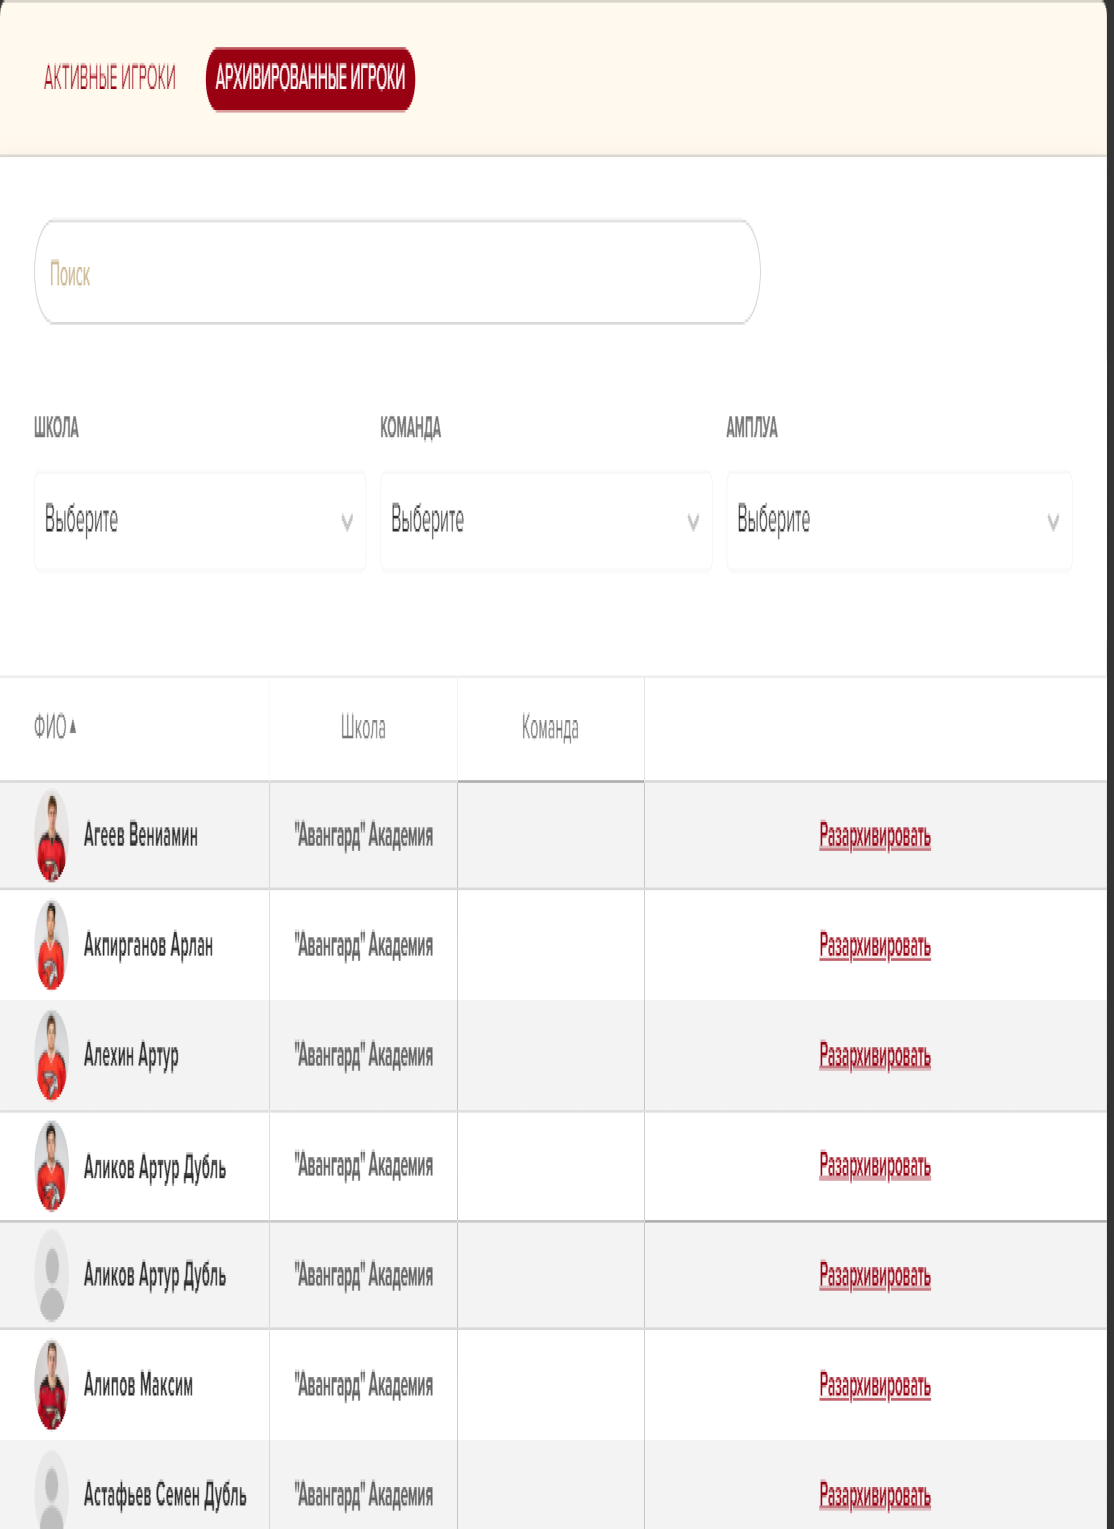 АКТИВНЫЕ ИГРОКИ АРХИВИРОВАННЫЕ ИГРОКИ
Поиск
ШКОЛА КОМАНДА АМПЛУА
Выберите Выберите Выберите
ФИО▲ Школа Команда
Агеев Вениамин "Авангард" Академия Разархивировать
Акпирганов Арлан "Авангард" Академия Разархивировать
Алехин Артур "Авангард" Академия Разархивировать
Аликов Артур Дубль "Авангард" Академия Разархивировать
Аликов Артур Дубль "Авангард" Академия Разархивировать
Алипов Максим "Авангард" Академия Разархивировать
Астафьев Семен Дубль "Авангард" Академия Разархивировать